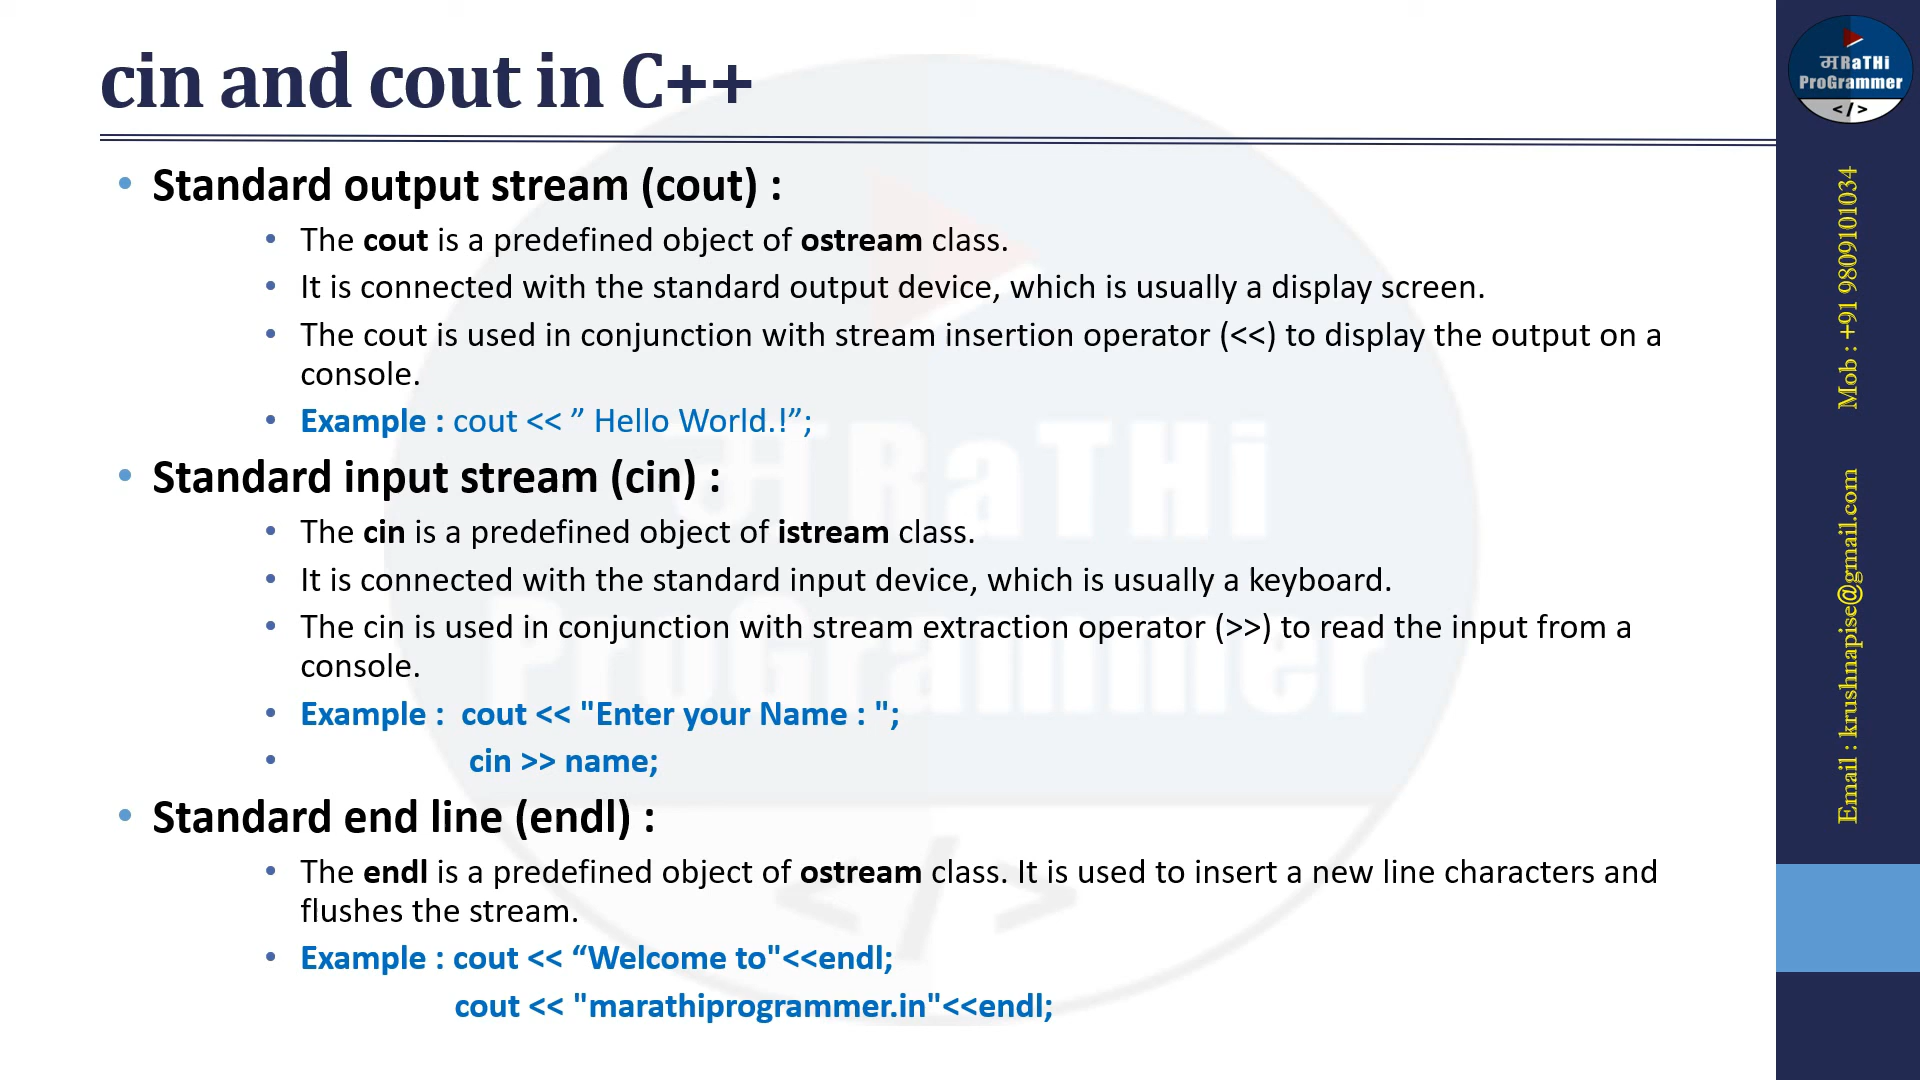 cin and cout in C++
• Standard output stream (cout) :
• The cout is a predefined object of ostream class.
• It is connected with the standard output device, which is usually a display screen.
• The cout is used in conjunction with stream insertion operator (<<) to display the output on a
console.
• Example : cout << ” Hello World.!”;
• Standard input stream (cin) :
• The cin is a predefined object of istream class.
• It is connected with the standard input device, which is usually a keyboard.
• The cin is used in conjunction with stream extraction operator (>>) to read the input from a
console.
• Example : cout << "Enter your Name : ";
• cin >> name;
• Standard end line (endl) :
• The endl is a predefined object of ostream class. It is used to insert a new line characters and
flushes the stream.
• Example : cout << “Welcome to"<<endl;
cout << "marathiprogrammer.in"<<endl;
मRaTHi
ProGrammer
</>
Email : krushnapise@gmail.com Mob : +91 9809101034
मRaTHi
ProGrammer
</>